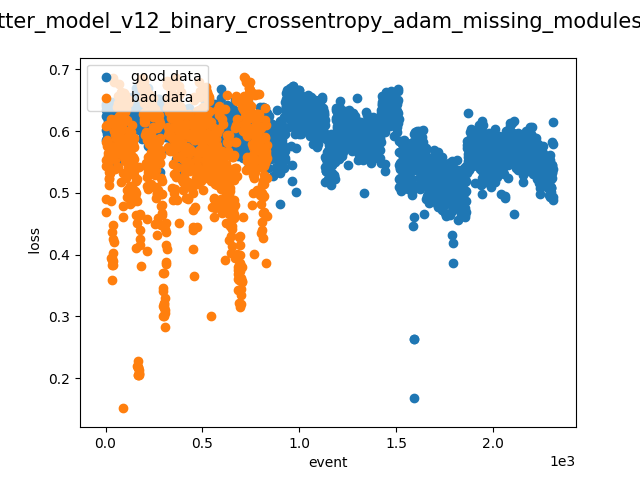 tter_model_v12_binary_crossentropy_adam_missing_modules
good data
bad data
0.7
0.6
0.5
0.4
0.3
0.2
loss
0.0
0.5
1.0
1.5
2.0
event
1e3